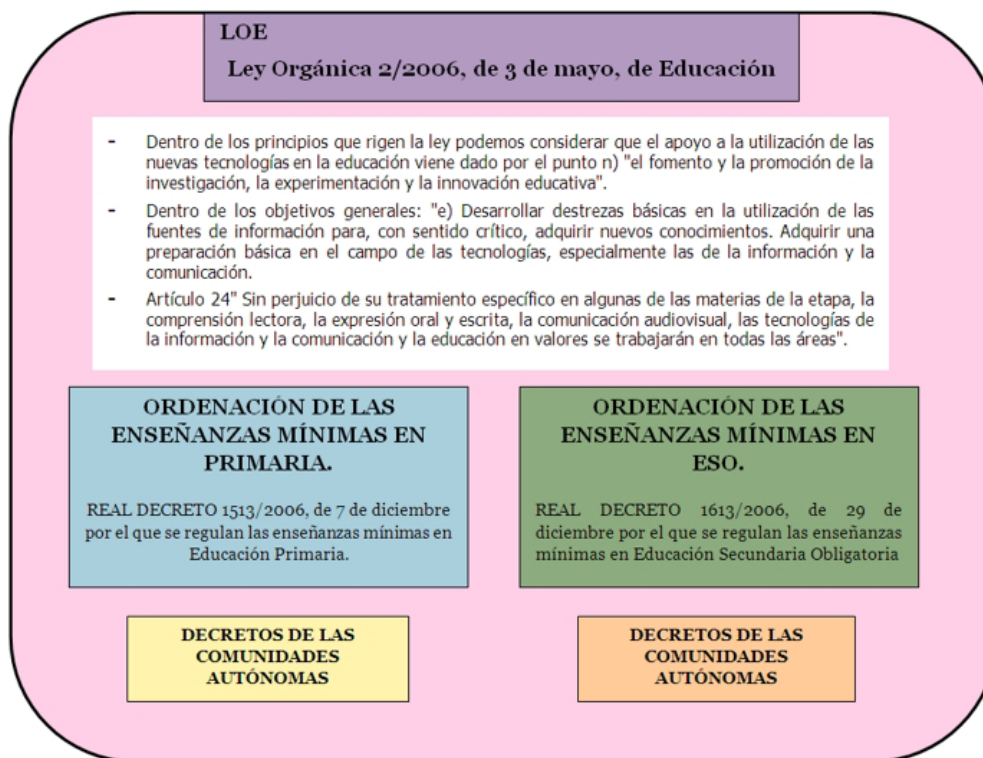 LOE
Ley Orgánica 2/2006, de 3 de mayo, de Educación
- Dentro de los principios que rigen la ley podemos considerar que el apoyo a la utilización de las
nuevas tecnologías en la educación viene dado por el punto n) "el fomento y la promoción de la
investigación, la experimentación y la innovación educativa".
- Dentro de los objetivos generales: "e) Desarrollar destrezas básicas en la utilización de las
fuentes de información para, con sentido crítico, adquirir nuevos conocimientos. Adquirir una
preparación básica en el campo de las tecnologías, especialmente las de la información y la
comunicación.
- Artículo 24" Sin perjuicio de su tratamiento específico en algunas de las materias de la etapa, la
comprensión lectora, la expresión oral y escrita, la comunicación audiovisual, las tecnologías de
la información y la comunicación y la educación en valores se trabajarán en todas las áreas".
ORDENACIÓN DE LAS
ENSEÑANZAS MÍNIMAS EN
PRIMARIA.
REAL DECRETO 1513/2006, de 7 de diciembre
por el que se regulan las enseñanzas mínimas en
Educación Primaria.
ORDENACIÓN DE LAS
ENSEÑANZAS MÍNIMAS EN
ESO.
REAL DECRETO 1613/2006, de 29 de
diciembre por el que se regulan las enseñanzas
mínimas en Educación Secundaria Obligatoria
DECRETOS DE LAS
COMUNIDADES
AUTÓNOMAS
DECRETOS DE LAS
COMUNIDADES
AUTÓNOMAS